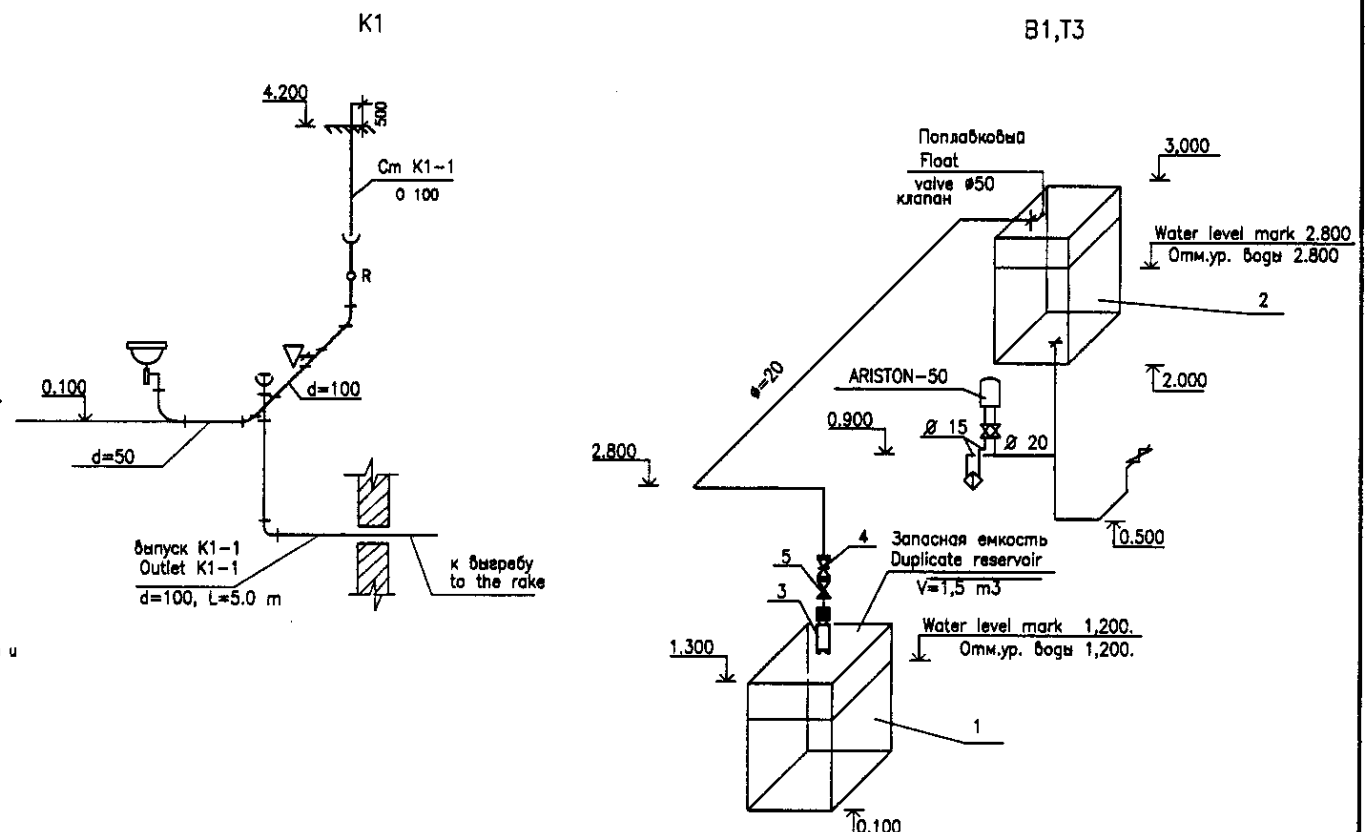 K1
B1,T3
4.200
500
Ст K1-1
O 100
R
0.100
d=100
d=50
выпуск K1-1
Outlet K1-1
d=100, L=5.0 m
к выгребу
to the rake
и
Поплавковый
Float
valve ø50
клапан
3,000
Water level mark 2.800
Отм.ур. воды 2.800
2
2.000
ø=20
ARISTON-50
0.900
Ø 15
Ø 20
2.800
0.500
4
5
3
Запасная емкость
Duplicate reservoir
V=1,5 m3
Water level mark 1,200.
Отм.ур. воды 1,200.
1.300
1
0.100